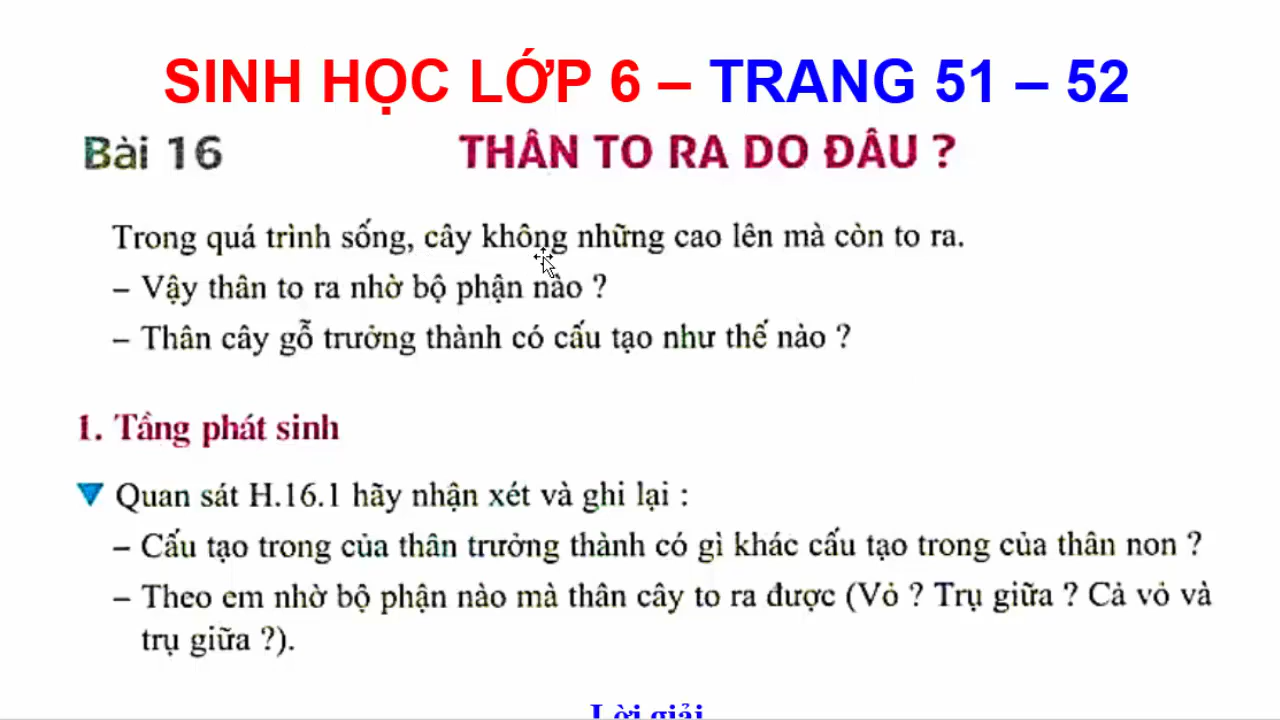 SINH HỌC LỚP 6 – TRANG 51 – 52
Bài 16 THÂN TO RA DO ĐÂU ?
Trong quá trình sống, cây không những cao lên mà còn to ra.
– Vậy thân to ra nhờ bộ phận nào ?
– Thân cây gỗ trưởng thành có cấu tạo như thế nào ?
1. Tầng phát sinh
▼ Quan sát H.16.1 hãy nhận xét và ghi lại :
– Cấu tạo trong của thân trưởng thành có gì khác cấu tạo trong của thân non ?
– Theo em nhờ bộ phận nào mà thân cây to ra được (Vỏ ? Trụ giữa ? Cả vỏ và
trụ giữa ?).
Lời giải